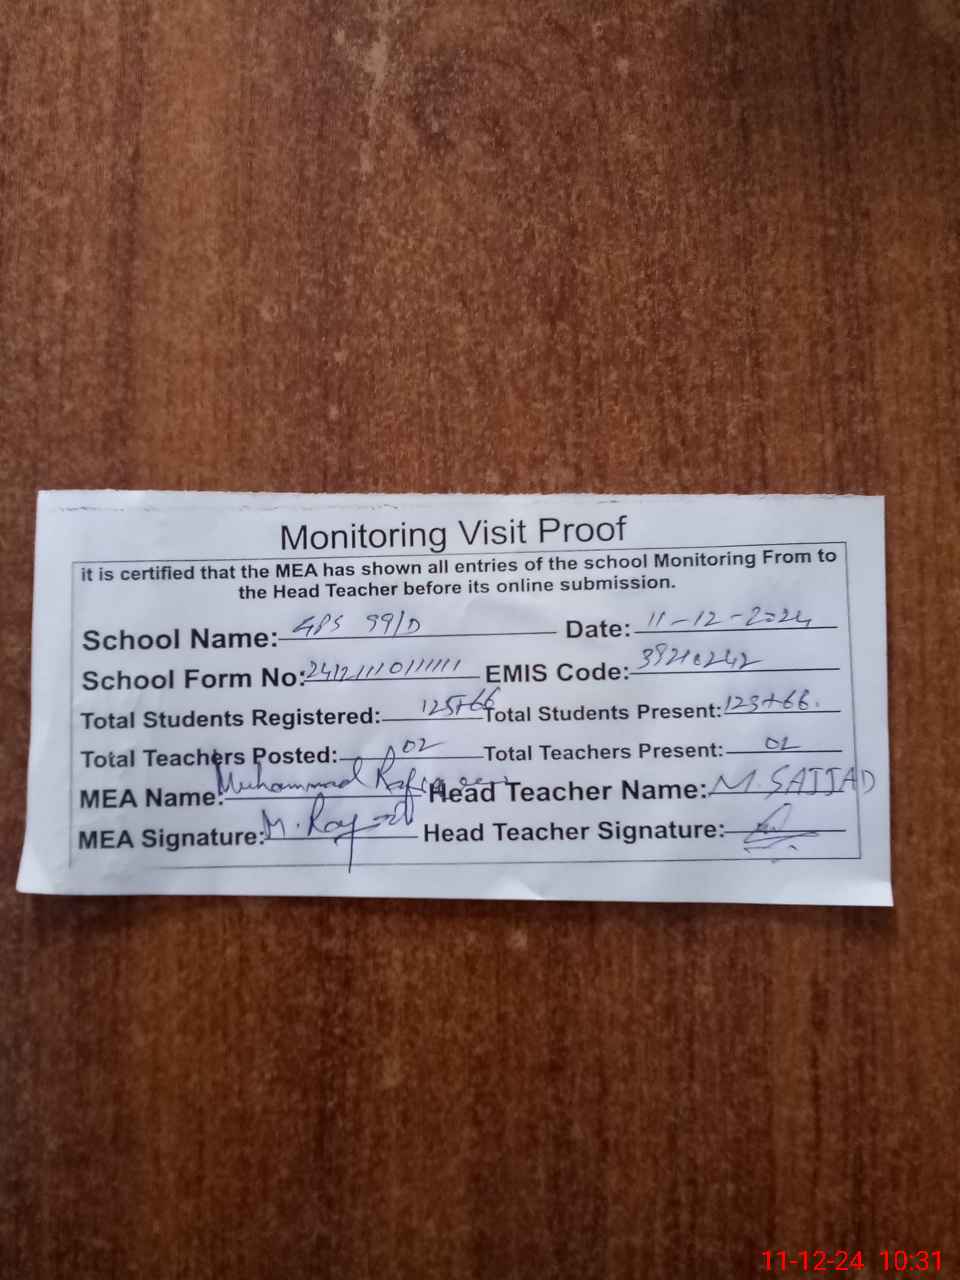 Monitoring Visit Proof
it is certified that the MEA has shown all entries of the school Monitoring From to
the Head Teacher before its online submission.
School Name: GPS 99/D Date: 11-12-2024
School Form No: EMIS Code:
Total Students Registered: 125+66 Total Students Present: 123+66.
Total Teachers Posted: 02 Total Teachers Present: 02
MEA Name: Muhammad Head Teacher Name: M. SAJJAD
MEA Signature: M. Head Teacher Signature:
11-12-24 10:31